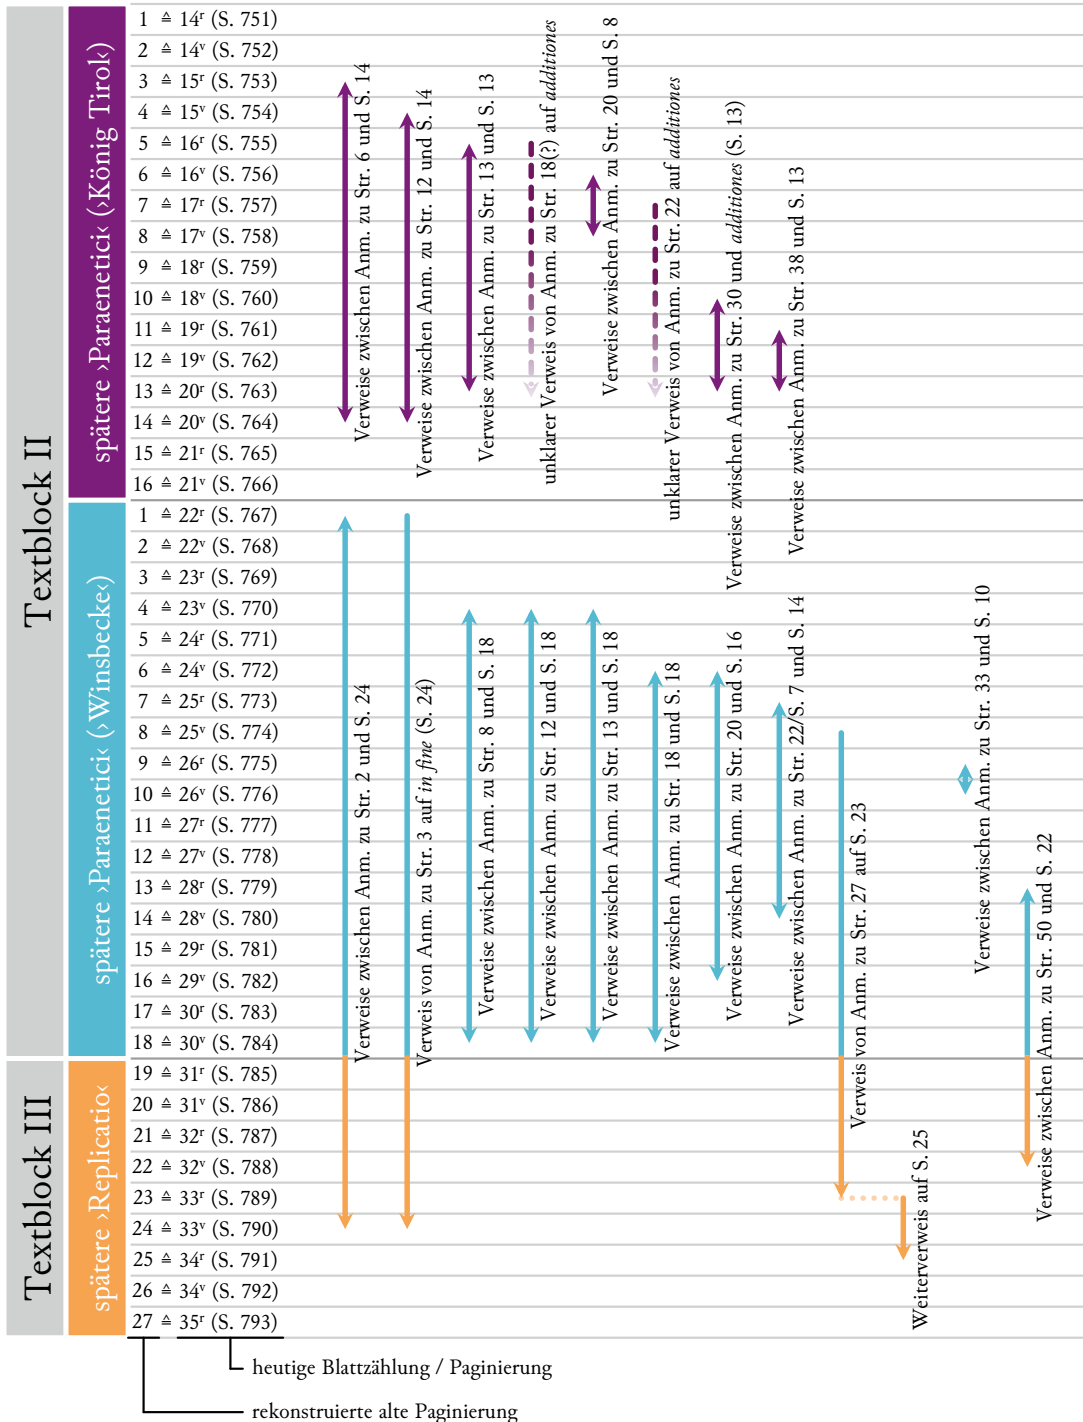 Textblock II
Textblock III
spätere ›Paraenetici‹ (›König Tirol‹)
spätere ›Paraenetici‹ (›Winsbecke‹)
spätere ›Replicatio‹
1 ≙ 14r (S. 751)
2 ≙ 14v (S. 752)
3 ≙ 15r (S. 753)
4 ≙ 15v (S. 754)
5 ≙ 16r (S. 755)
6 ≙ 16v (S. 756)
7 ≙ 17r (S. 757)
8 ≙ 17v (S. 758)
9 ≙ 18r (S. 759)
10 ≙ 18v (S. 760)
11 ≙ 19r (S. 761)
12 ≙ 19v (S. 762)
13 ≙ 20r (S. 763)
14 ≙ 20v (S. 764)
15 ≙ 21r (S. 765)
16 ≙ 21v (S. 766)
1 ≙ 22r (S. 767)
2 ≙ 22v (S. 768)
3 ≙ 23r (S. 769)
4 ≙ 23v (S. 770)
5 ≙ 24r (S. 771)
6 ≙ 24v (S. 772)
7 ≙ 25r (S. 773)
8 ≙ 25v (S. 774)
9 ≙ 26r (S. 775)
10 ≙ 26v (S. 776)
11 ≙ 27r (S. 777)
12 ≙ 27v (S. 778)
13 ≙ 28r (S. 779)
14 ≙ 28v (S. 780)
15 ≙ 29r (S. 781)
16 ≙ 29v (S. 782)
17 ≙ 30r (S. 783)
18 ≙ 30v (S. 784)
19 ≙ 31r (S. 785)
20 ≙ 31v (S. 786)
21 ≙ 32r (S. 787)
22 ≙ 32v (S. 788)
23 ≙ 33r (S. 789)
24 ≙ 33v (S. 790)
25 ≙ 34r (S. 791)
26 ≙ 34v (S. 792)
27 ≙ 35r (S. 793)
Verweise zwischen Anm. zu Str. 6 und S. 14
Verweise zwischen Anm. zu Str. 12 und S. 14
Verweise zwischen Anm. zu Str. 13 und S. 13
unklarer Verweis von Anm. zu Str. 18(?) auf additiones
Verweise zwischen Anm. zu Str. 20 und S. 8
unklarer Verweis von Anm. zu Str. 22 auf additiones
Verweise zwischen Anm. zu Str. 30 und additiones (S. 13)
Verweise zwischen Anm. zu Str. 38 und S. 13
Verweise zwischen Anm. zu Str. 2 und S. 24
Verweis von Anm. zu Str. 3 auf in fine (S. 24)
Verweise zwischen Anm. zu Str. 8 und S. 18
Verweise zwischen Anm. zu Str. 12 und S. 18
Verweise zwischen Anm. zu Str. 13 und S. 18
Verweise zwischen Anm. zu Str. 18 und S. 18
Verweise zwischen Anm. zu Str. 20 und S. 16
Verweise zwischen Anm. zu Str. 22/S. 7 und S. 14
Verweis von Anm. zu Str. 27 auf S. 23
Weiterverweis auf S. 25
Verweise zwischen Anm. zu Str. 33 und S. 10
Verweise zwischen Anm. zu Str. 50 und S. 22
heutige Blattzählung / Paginierung
rekonstruierte alte Paginierung